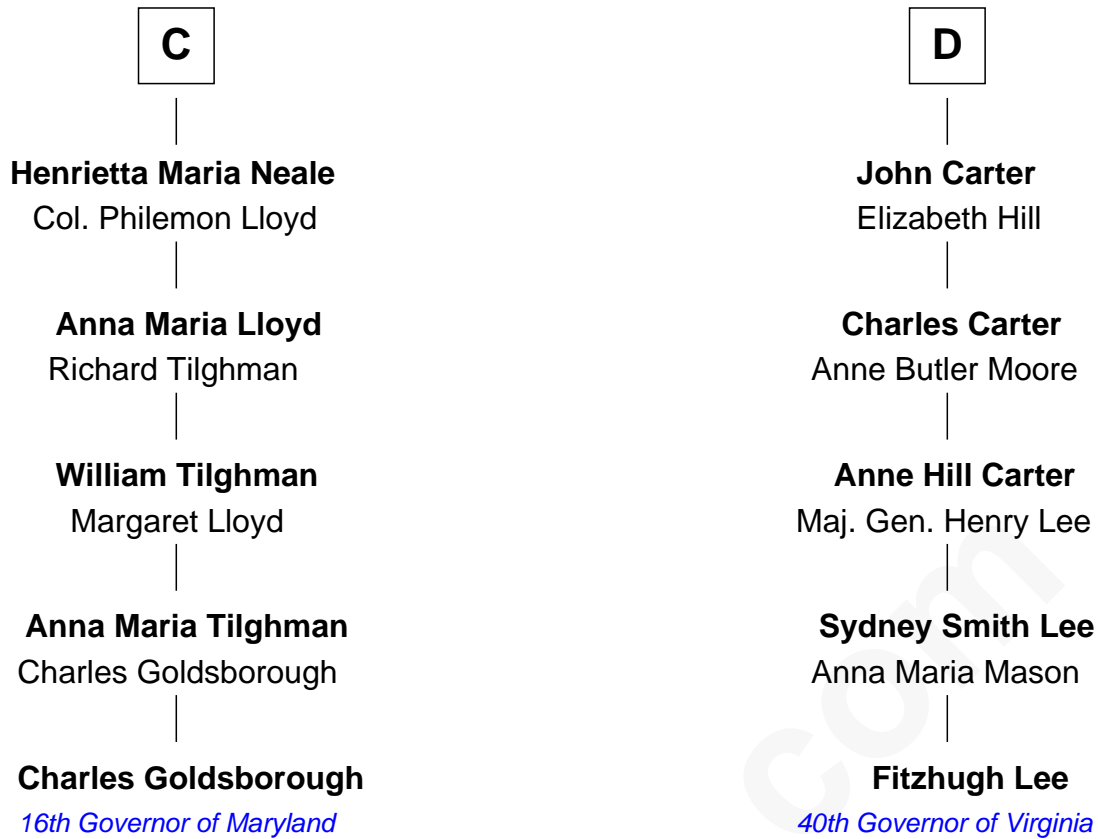 C
Henrietta Maria Neale
Col. Philemon Lloyd
Anna Maria Lloyd
Richard Tilghman
William Tilghman
Margaret Lloyd
Anna Maria Tilghman
Charles Goldsborough
Charles Goldsborough
16th Governor of Maryland
D
John Carter
Elizabeth Hill
Charles Carter
Anne Butler Moore
Anne Hill Carter
Maj. Gen. Henry Lee
Sydney Smith Lee
Anna Maria Mason
Fitzhugh Lee
40th Governor of Virginia
com